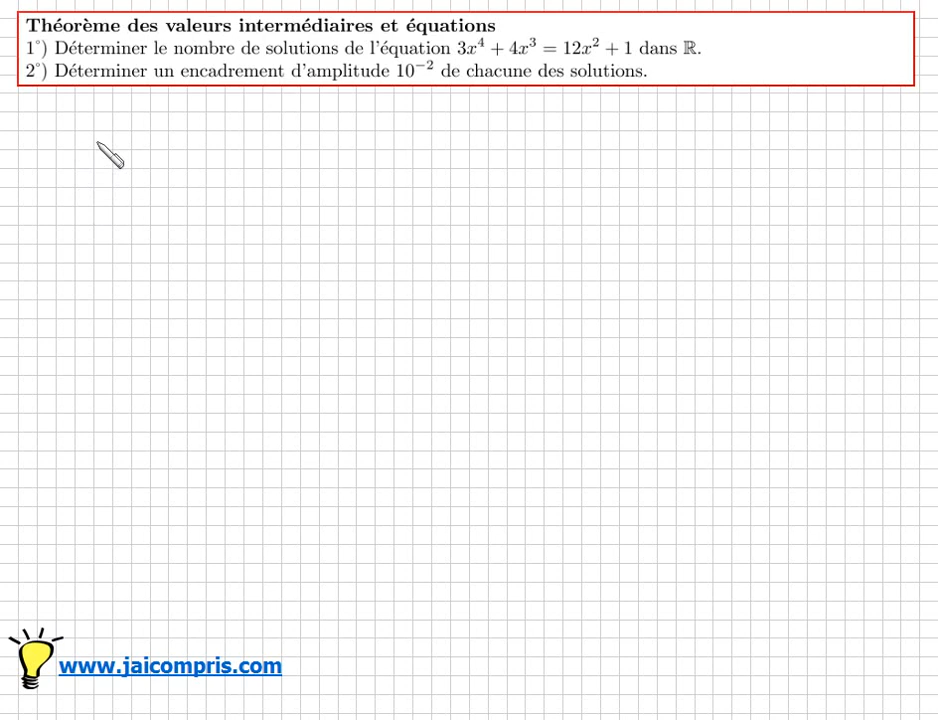 Théorème des valeurs intermédiaires et équations
1°) Déterminer le nombre de solutions de l'équation 3x⁴ + 4x³ = 12x² + 1 dans ℝ.
2°) Déterminer un encadrement d'amplitude 10⁻² de chacune des solutions.
www.jaicompris.com